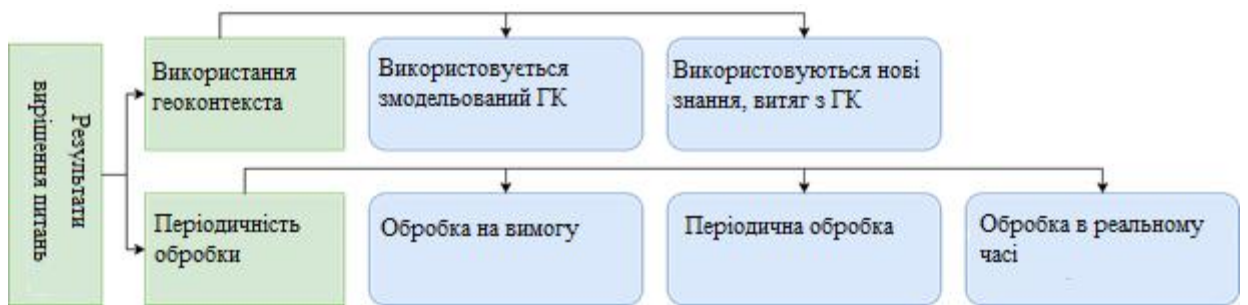 Результати
вирішення питань
Використання
геоконтекста
Використовується
змодельований ГК
Використовуються нові
знання, витяг з ГК
Періодичність
обробки
Обробка на вимогу
Періодична обробка
Обробка в реальному
часі